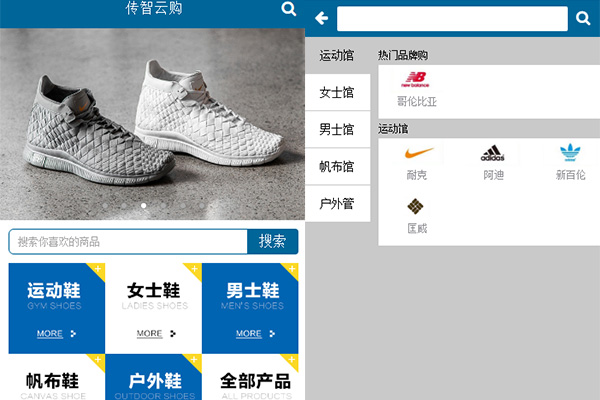 传智云购
搜索你喜欢的商品
搜索
运动鞋
GYM SHOES
MORE
女士鞋
LADIES SHOES
MORE
男士鞋
MEN'S SHOES
MORE
帆布鞋
CANVAS SHOE
户外鞋
OUTDOOR SHOES
全部产品
ALL PRODUCTS
运动馆
女士馆
男士馆
帆布馆
户外管
热门品牌购
NB
new balance
哥伦比亚
运动馆
adidas
耐克
阿迪
新百伦
匡威